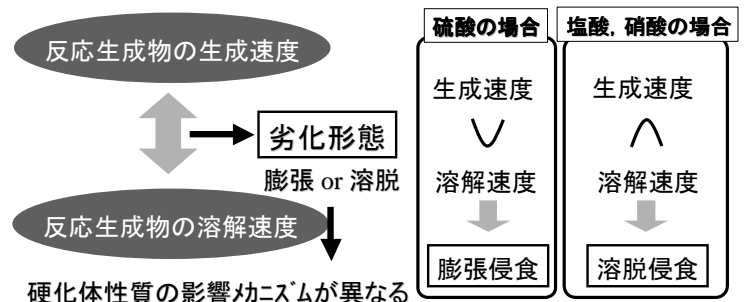 反応生成物の生成速度
劣化形態
膨張 or 溶脱
反応生成物の溶解速度
硬化体性質の影響ﾒｶﾆｽﾞﾑが異なる
硫酸の場合
生成速度
溶解速度
膨張侵食
塩酸，硝酸の場合
生成速度
溶解速度
溶脱侵食